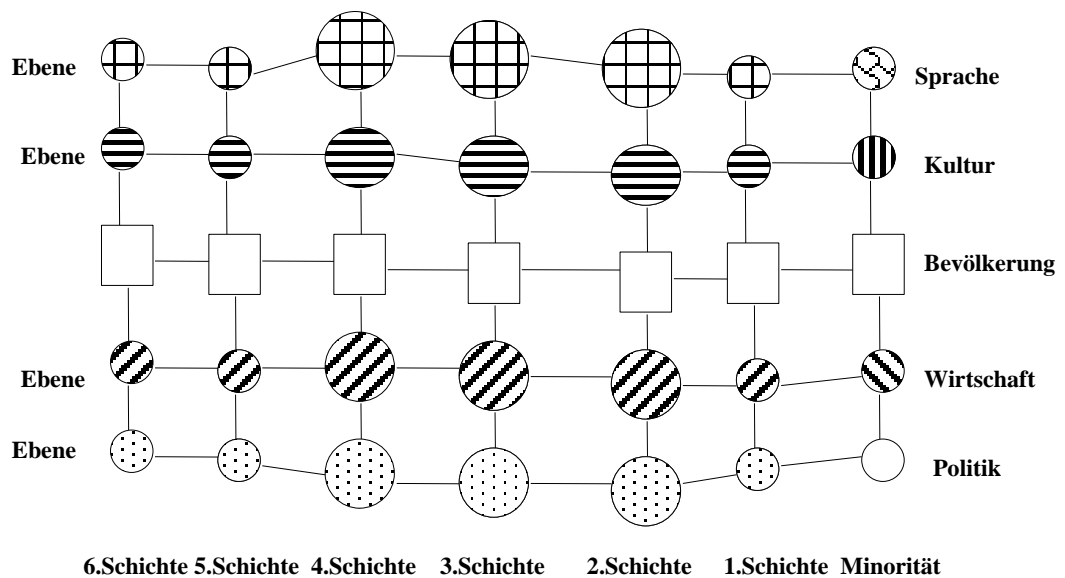 Ebene Sprache
Ebene Kultur
Bevölkerung
Ebene Wirtschaft
Ebene Politik
6.Schichte 5.Schichte 4.Schichte 3.Schichte 2.Schichte 1.Schichte Minorität